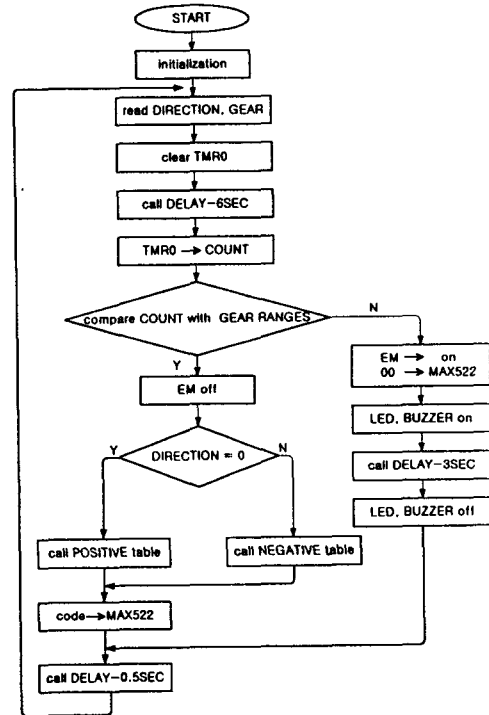 START
initialization
read DIRECTION, GEAR
clear TMR0
call DELAY-6SEC
TMR0 → COUNT
compare COUNT with GEAR RANGES
N
Y
EM → on
00 → MAX522
EM off
LED, BUZZER on
DIRECTION = 0
Y
N
call DELAY-3SEC
LED, BUZZER off
call POSITIVE table
call NEGATIVE table
code→MAX522
call DELAY-0.5SEC